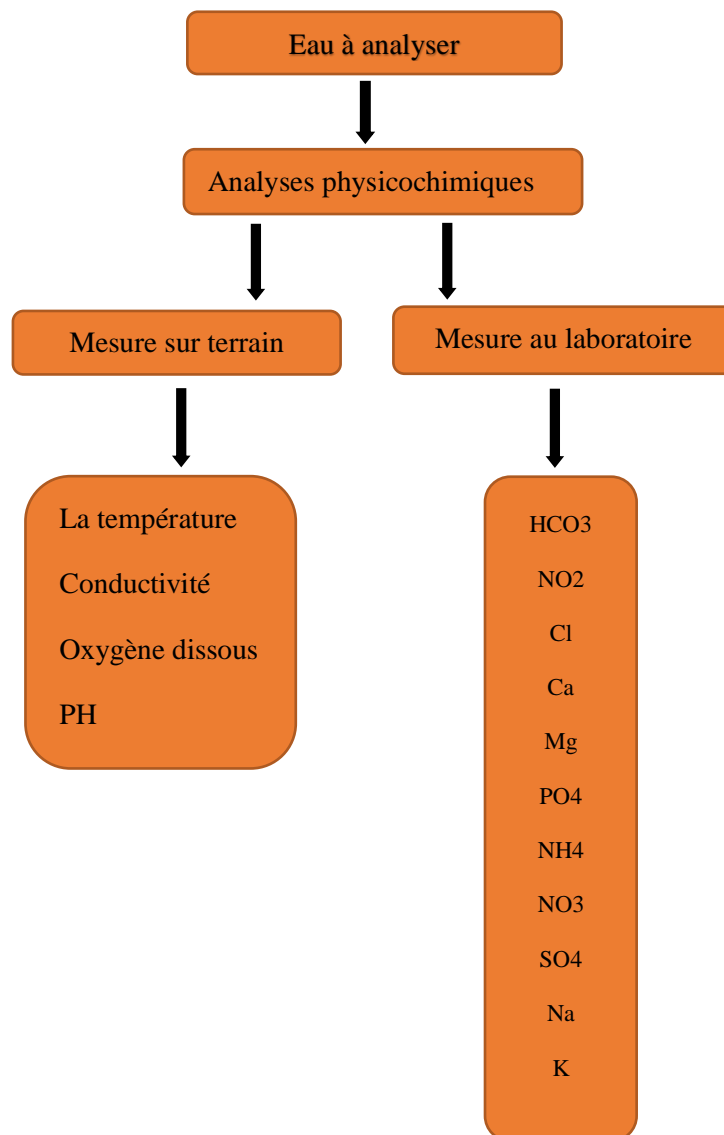 Eau à analyser
Analyses physicochimiques
Mesure sur terrain
Mesure au laboratoire
La température
Conductivité
Oxygène dissous
PH
HCO3
NO2
Cl
Ca
Mg
PO4
NH4
NO3
SO4
Na
K